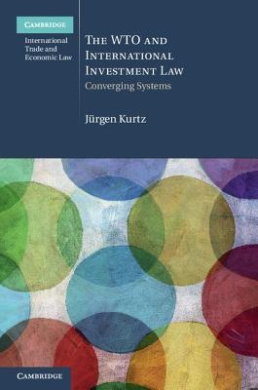 CAMBRIDGE
International
Trade and
Economic Law
THE WTO AND
INTERNATIONAL
INVESTMENT LAW
Converging Systems
Jürgen Kurtz
CAMBRIDGE